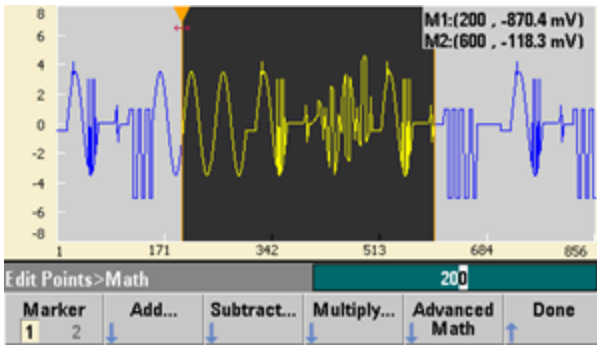 M1:(200 , -870.4 mV)
M2:(600 , -118.3 mV)
8
6
4
2
0
-2
-4
-6
-8
1 171 342 513 684 856
Edit Points>Math 200
Marker Add... Subtract... Multiply... Advanced Math Done
1 2